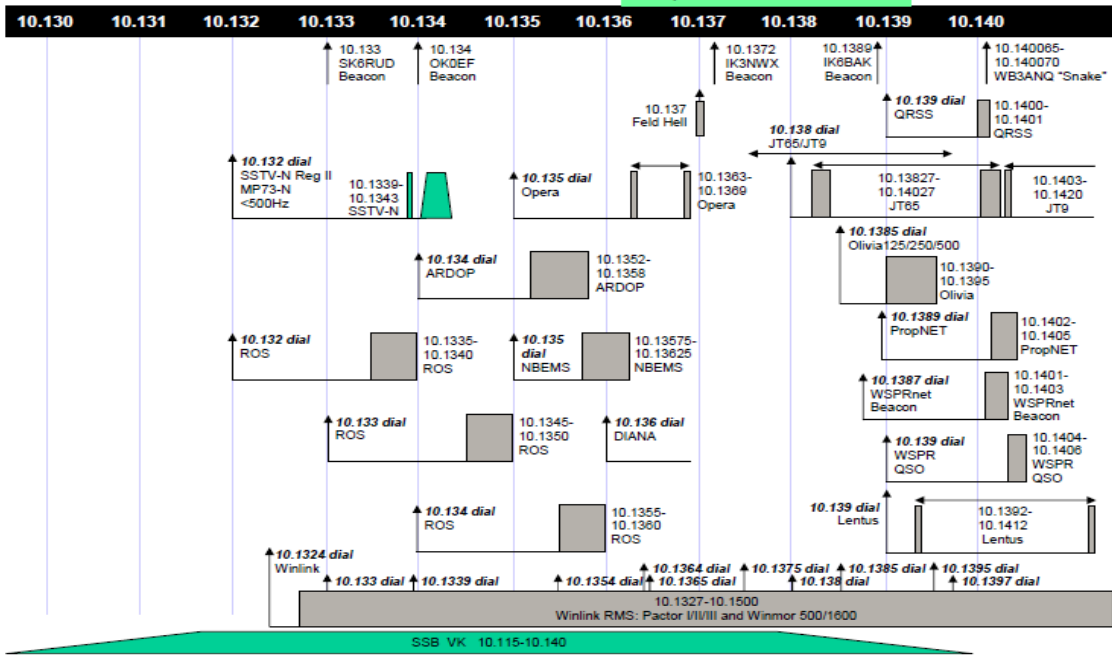 10.130 10.131 10.132 10.133 10.134 10.135 10.136 10.137 10.138 10.139 10.140
10.133
SK6RUD
Beacon
10.134
OK0EF
Beacon
10.1372
IK3NWX
Beacon
10.1389
IK6BAK
Beacon
10.140065-
10.140070
WB3ANQ "Snake"
10.137
Feld Hell
10.138 dial
JT65/JT9
10.139 dial
QRSS
10.1400-
10.1401
QRSS
10.132 dial
SSTV-N Reg II
MP73-N
<500Hz
10.1339-
10.1343
SSTV-N
10.135 dial
Opera
10.1363-
10.1369
Opera
10.13827-
10.14027
JT65
10.1403-
10.1420
JT9
10.134 dial
ARDOP
10.1352-
10.1358
ARDOP
10.1385 dial
Olivia125/250/500
10.1390-
10.1395
Olivia
10.132 dial
ROS
10.1335-
10.1340
ROS
10.135
dial
NBEMS
10.13575-
10.13625
NBEMS
10.1389 dial
PropNET
10.1402-
10.1405
PropNET
10.1387 dial
WSPRnet
Beacon
10.1401-
10.1403
WSPRnet
Beacon
10.133 dial
ROS
10.1345-
10.1350
ROS
10.136 dial
DIANA
10.139 dial
WSPR
QSO
10.1404-
10.1406
WSPR
QSO
10.134 dial
ROS
10.1355-
10.1360
ROS
10.139 dial
Lentus
10.1392-
10.1412
Lentus
10.1324 dial
Winlink
10.1364 dial 10.1375 dial 10.1385 dial 10.1395 dial
10.133 dial 10.1339 dial 10.1354 dial 10.1365 dial 10.138 dial 10.1397 dial
10.1327-10.1500
Winlink RMS: Pactor I/II/III and Winmor 500/1600
SSB VK 10.115-10.140